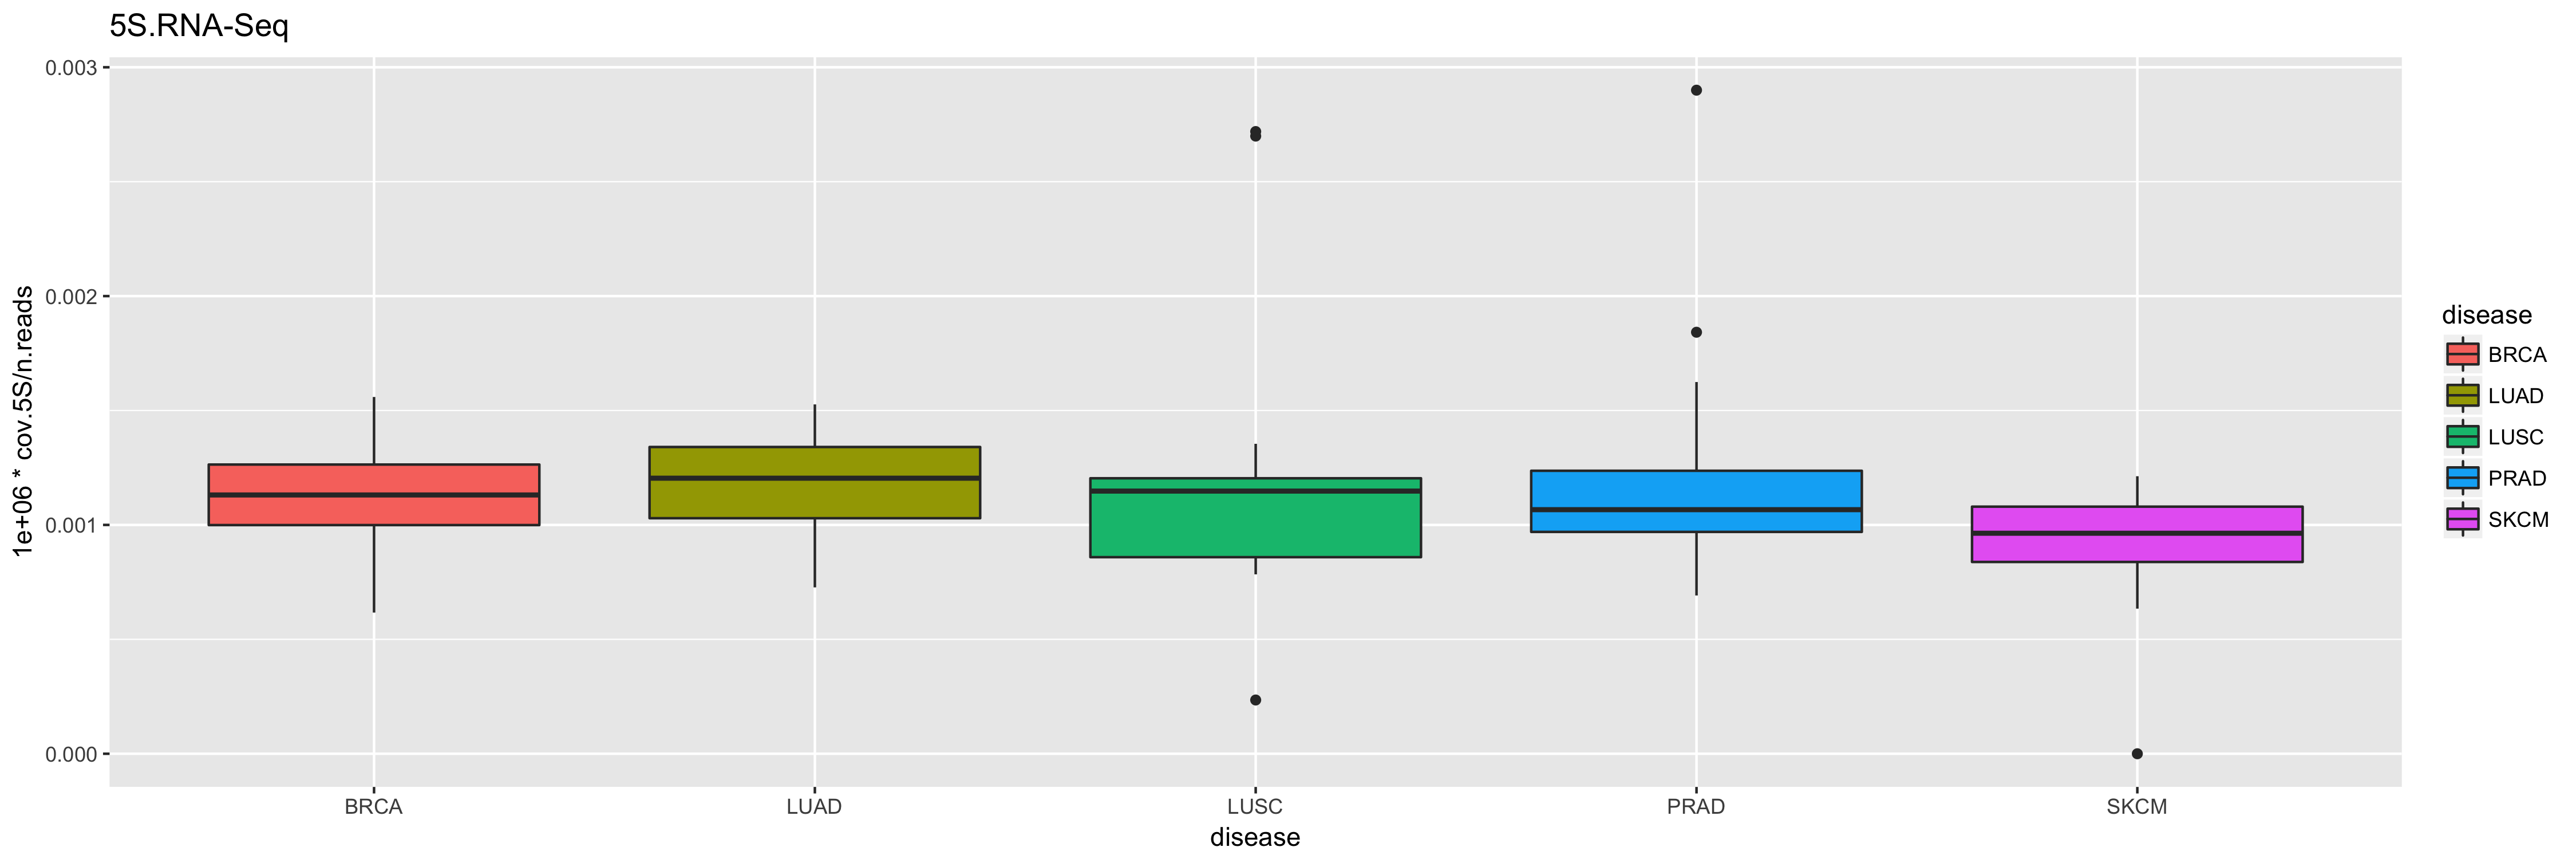 5S.RNA-Seq
0.003
0.002
0.001
0.000
1e+06 * cov.5S/n.reads
BRCA
LUAD
LUSC
PRAD
SKCM
disease
disease
BRCA
LUAD
LUSC
PRAD
SKCM